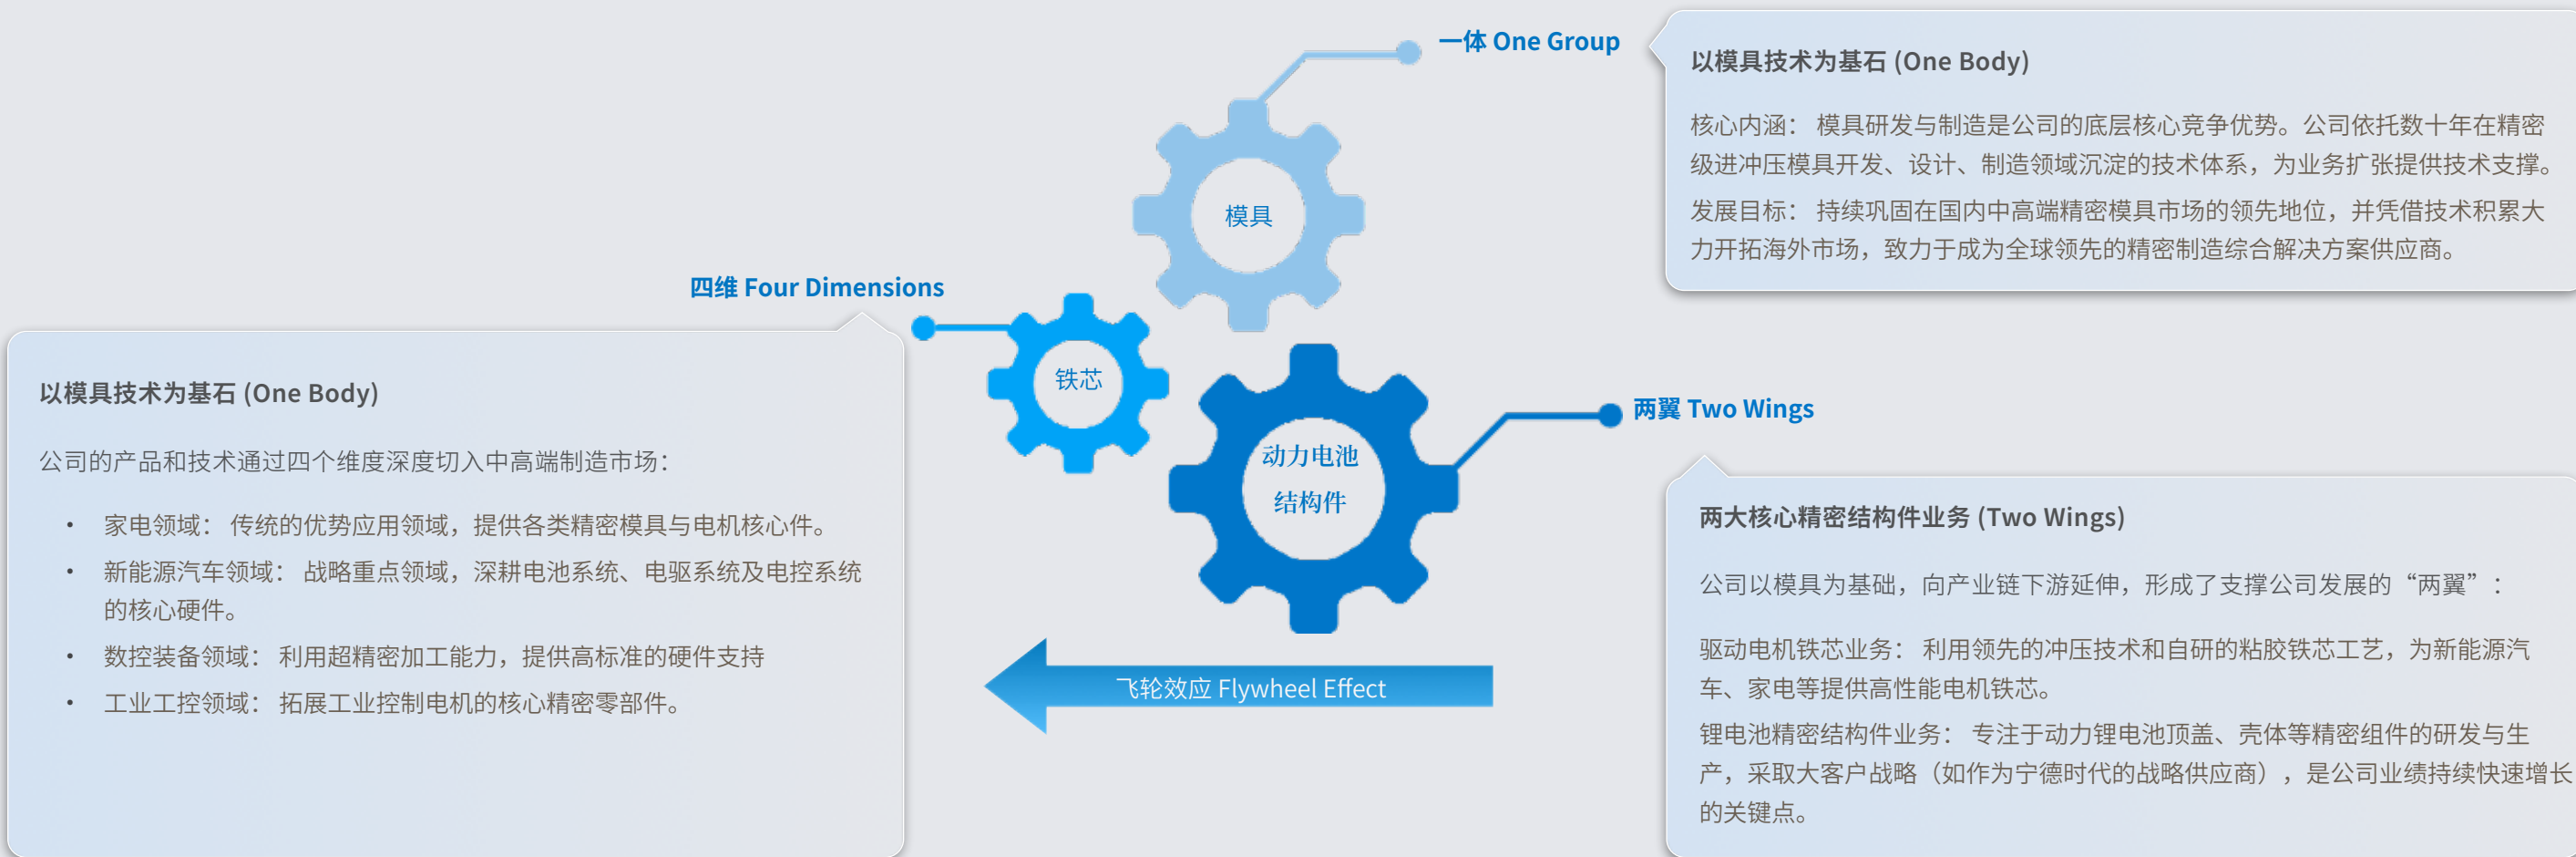 一体 One Group
以模具技术为基石 (One Body)
核心内涵： 模具研发与制造是公司的底层核心竞争优势。公司依托数十年在精密
级进冲压模具开发、设计、制造领域沉淀的技术体系，为业务扩张提供技术支撑。
发展目标： 持续巩固在国内中高端精密模具市场的领先地位，并凭借技术积累大
力开拓海外市场，致力于成为全球领先的精密制造综合解决方案供应商。
模具
四维 Four Dimensions
铁芯
以模具技术为基石 (One Body)
公司的产品和技术通过四个维度深度切入中高端制造市场：
• 家电领域： 传统的优势应用领域，提供各类精密模具与电机核心件。
• 新能源汽车领域： 战略重点领域，深耕电池系统、电驱系统及电控系统
的核心硬件。
• 数控装备领域： 利用超精密加工能力，提供高标准的硬件支持
• 工业工控领域： 拓展工业控制电机的核心精密零部件。
动力电池
结构件
飞轮效应 Flywheel Effect
两翼 Two Wings
两大核心精密结构件业务 (Two Wings)
公司以模具为基础，向产业链下游延伸，形成了支撑公司发展的“两翼”：
驱动电机铁芯业务： 利用领先的冲压技术和自研的粘胶铁芯工艺，为新能源汽
车、家电等提供高性能电机铁芯。
锂电池精密结构件业务： 专注于动力锂电池顶盖、壳体等精密组件的研发与生
产，采取大客户战略（如作为宁德时代的战略供应商），是公司业绩持续快速增长
的关键点。